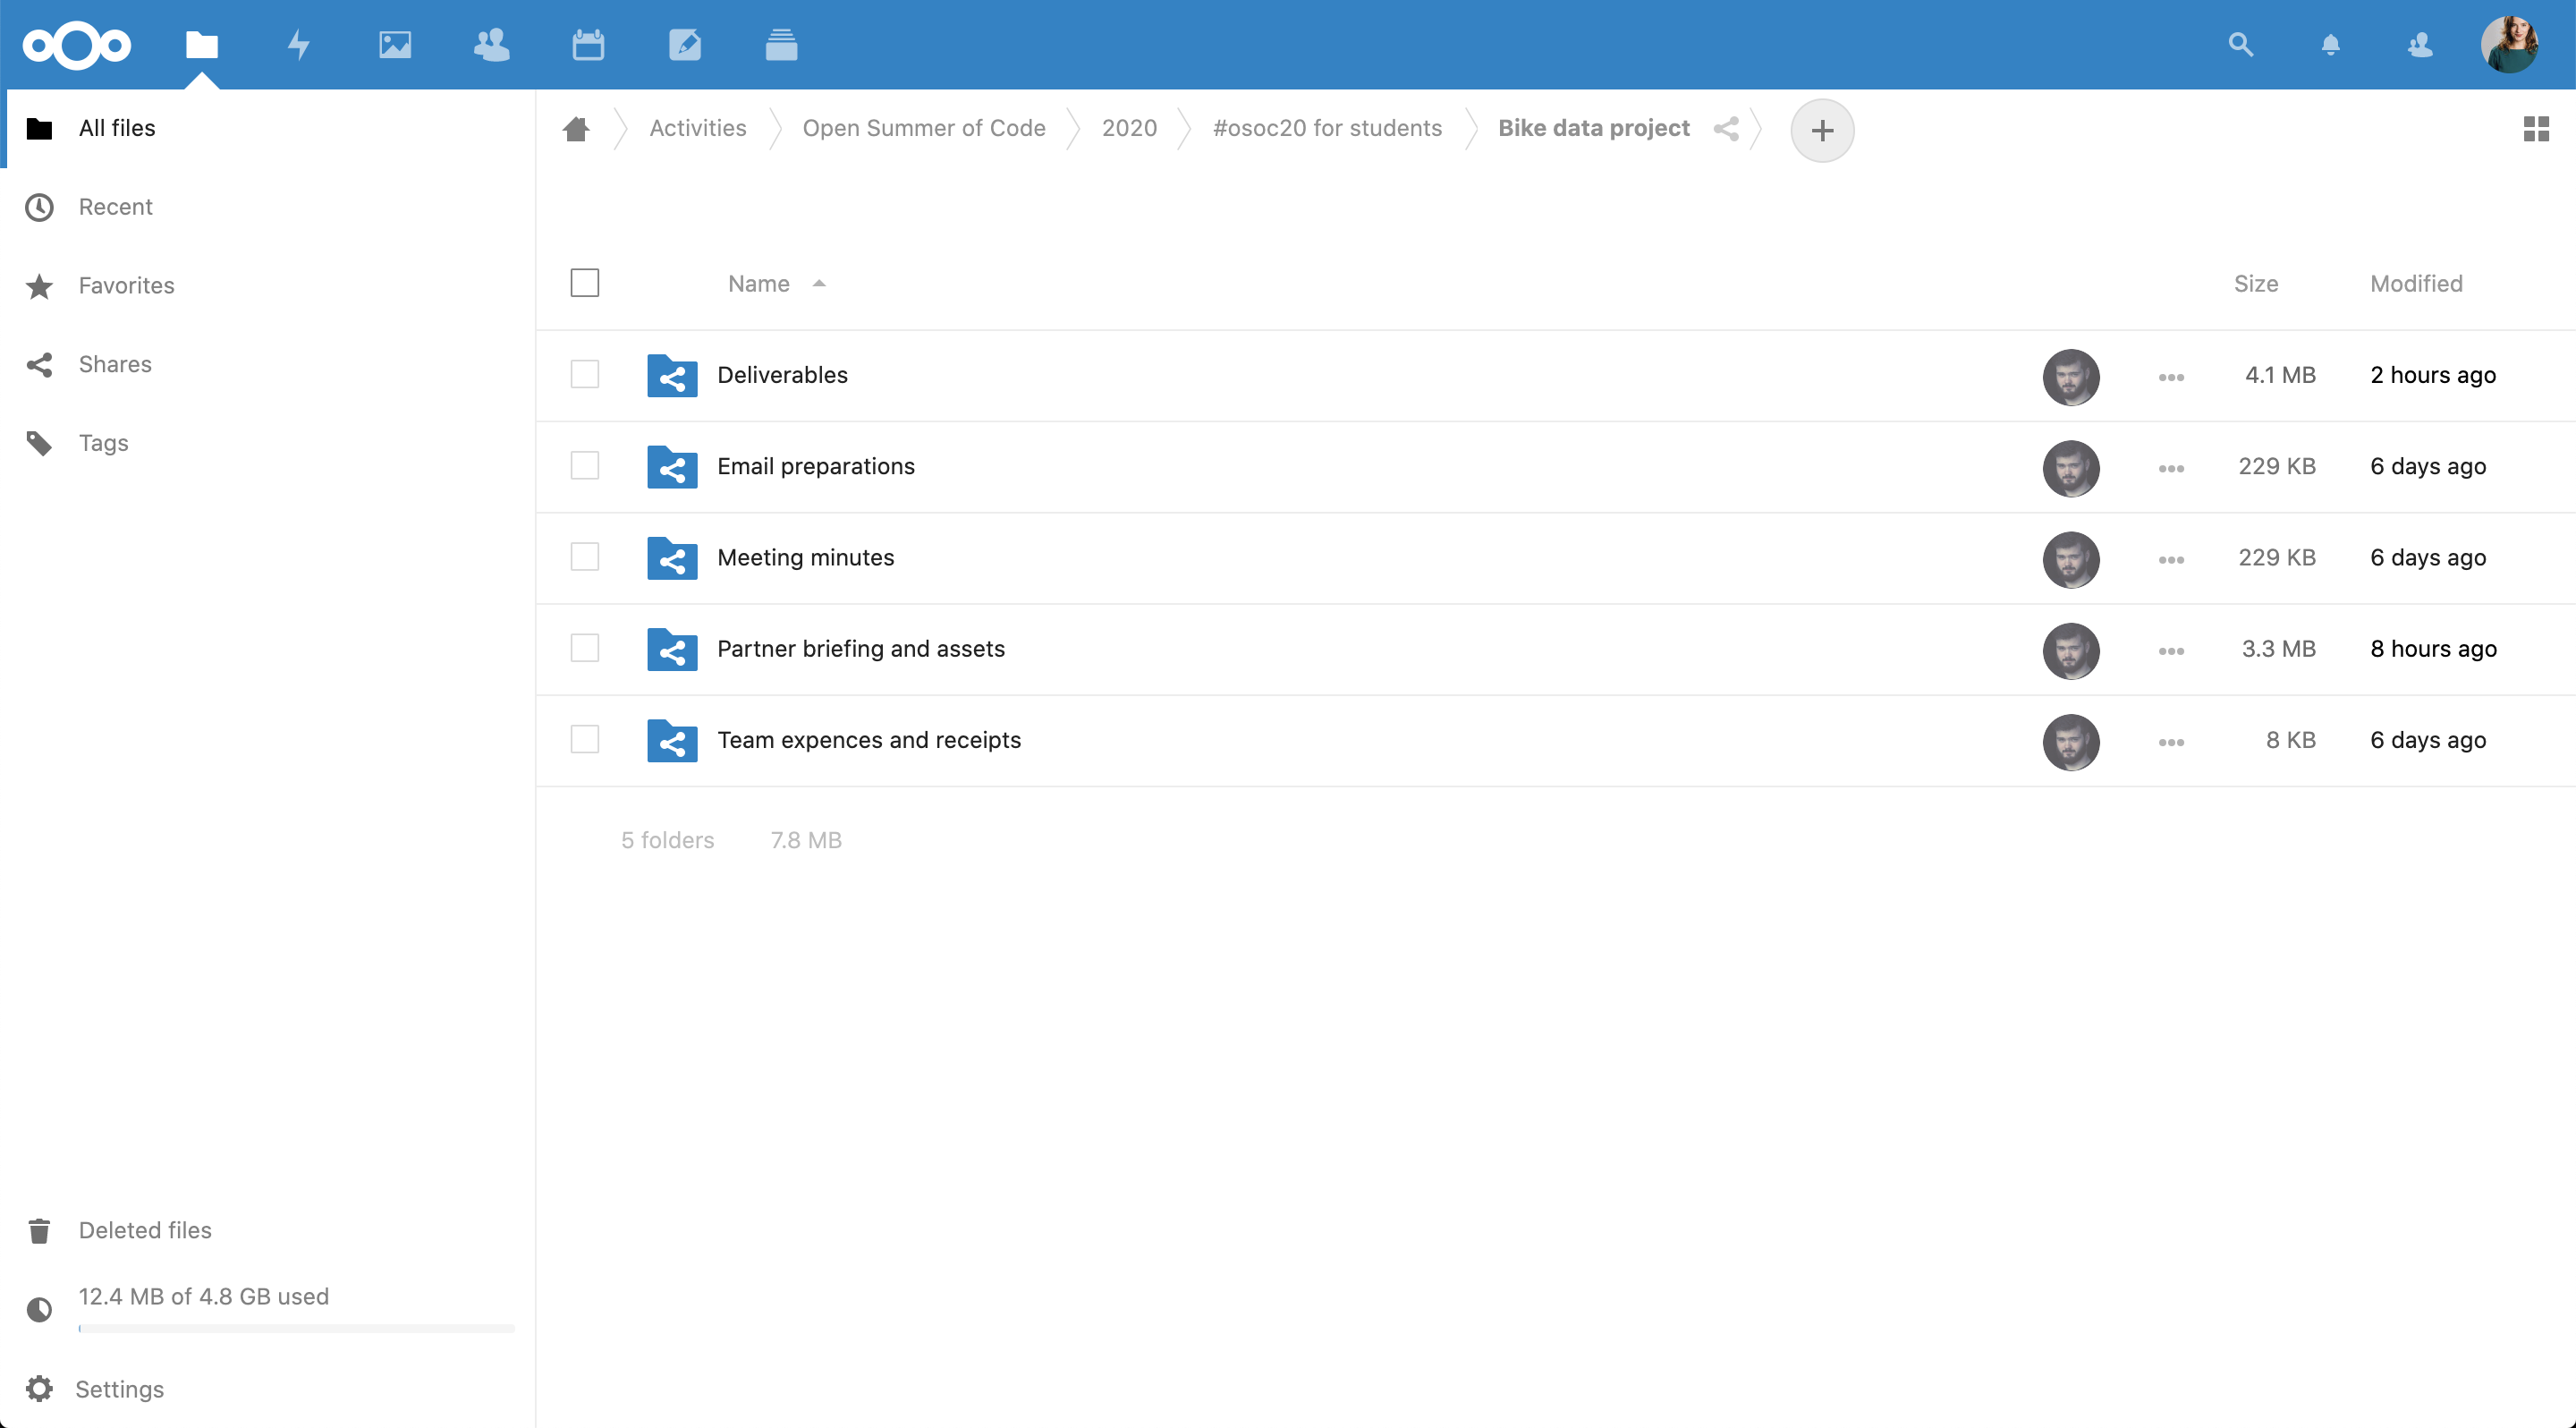 All files
Recent
Favorites
Shares
Tags
Deleted files
12.4 MB of 4.8 GB used
Settings
Activities Open Summer of Code 2020 #osoc20 for students Bike data project
Name Size Modified
Deliverables 4.1 MB 2 hours ago
Email preparations 229 KB 6 days ago
Meeting minutes 229 KB 6 days ago
Partner briefing and assets 3.3 MB 8 hours ago
Team expences and receipts 8 KB 6 days ago
5 folders 7.8 MB